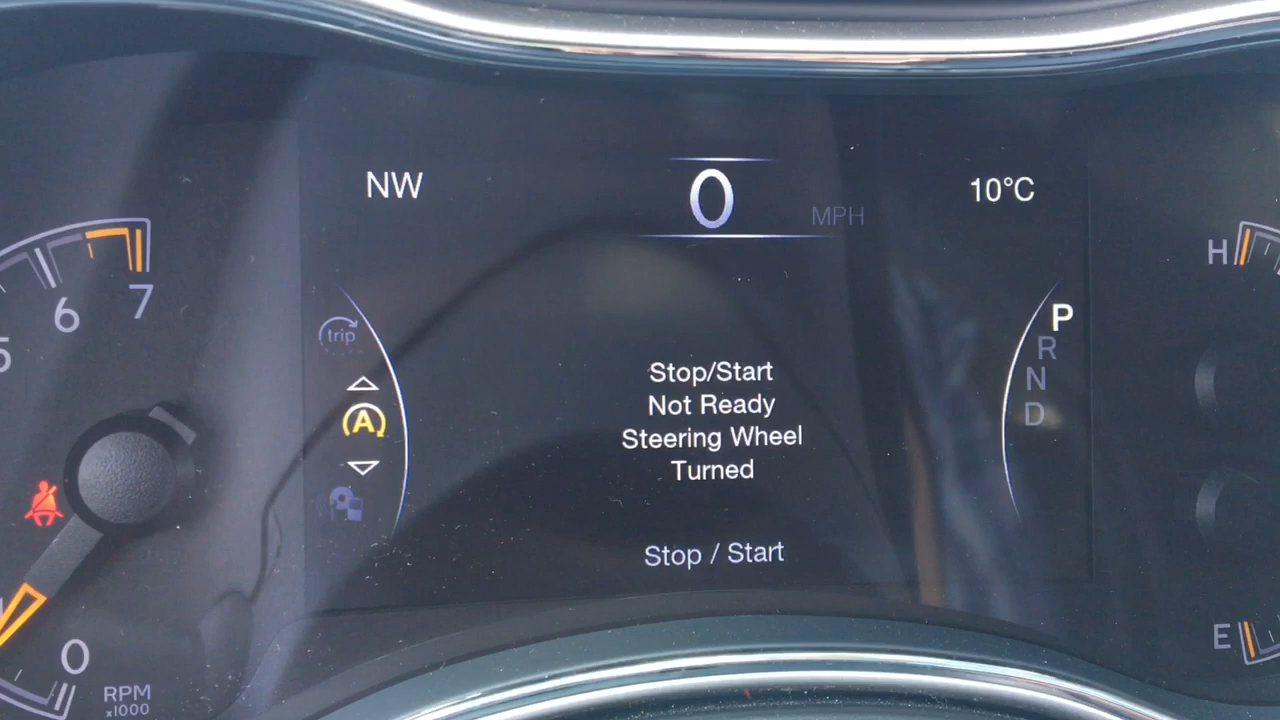 NW
0 MPH
10°C
5
6
7
H
trip
P
R
N
D
A
Stop/Start
Not Ready
Steering Wheel
Turned
Stop / Start
0
E
RPM
x1000